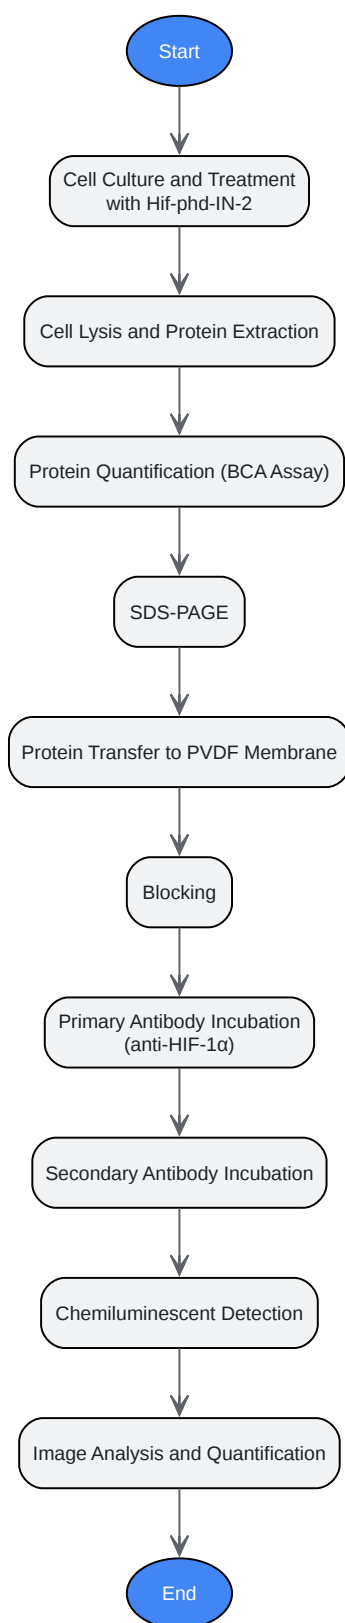 Start
Cell Culture and Treatment
with Hif-phd-IN-2
Cell Lysis and Protein Extraction
Protein Quantification (BCA Assay)
SDS-PAGE
Protein Transfer to PVDF Membrane
Blocking
Primary Antibody Incubation
(anti-HIF-1α)
Secondary Antibody Incubation
Chemiluminescent Detection
Image Analysis and Quantification
End